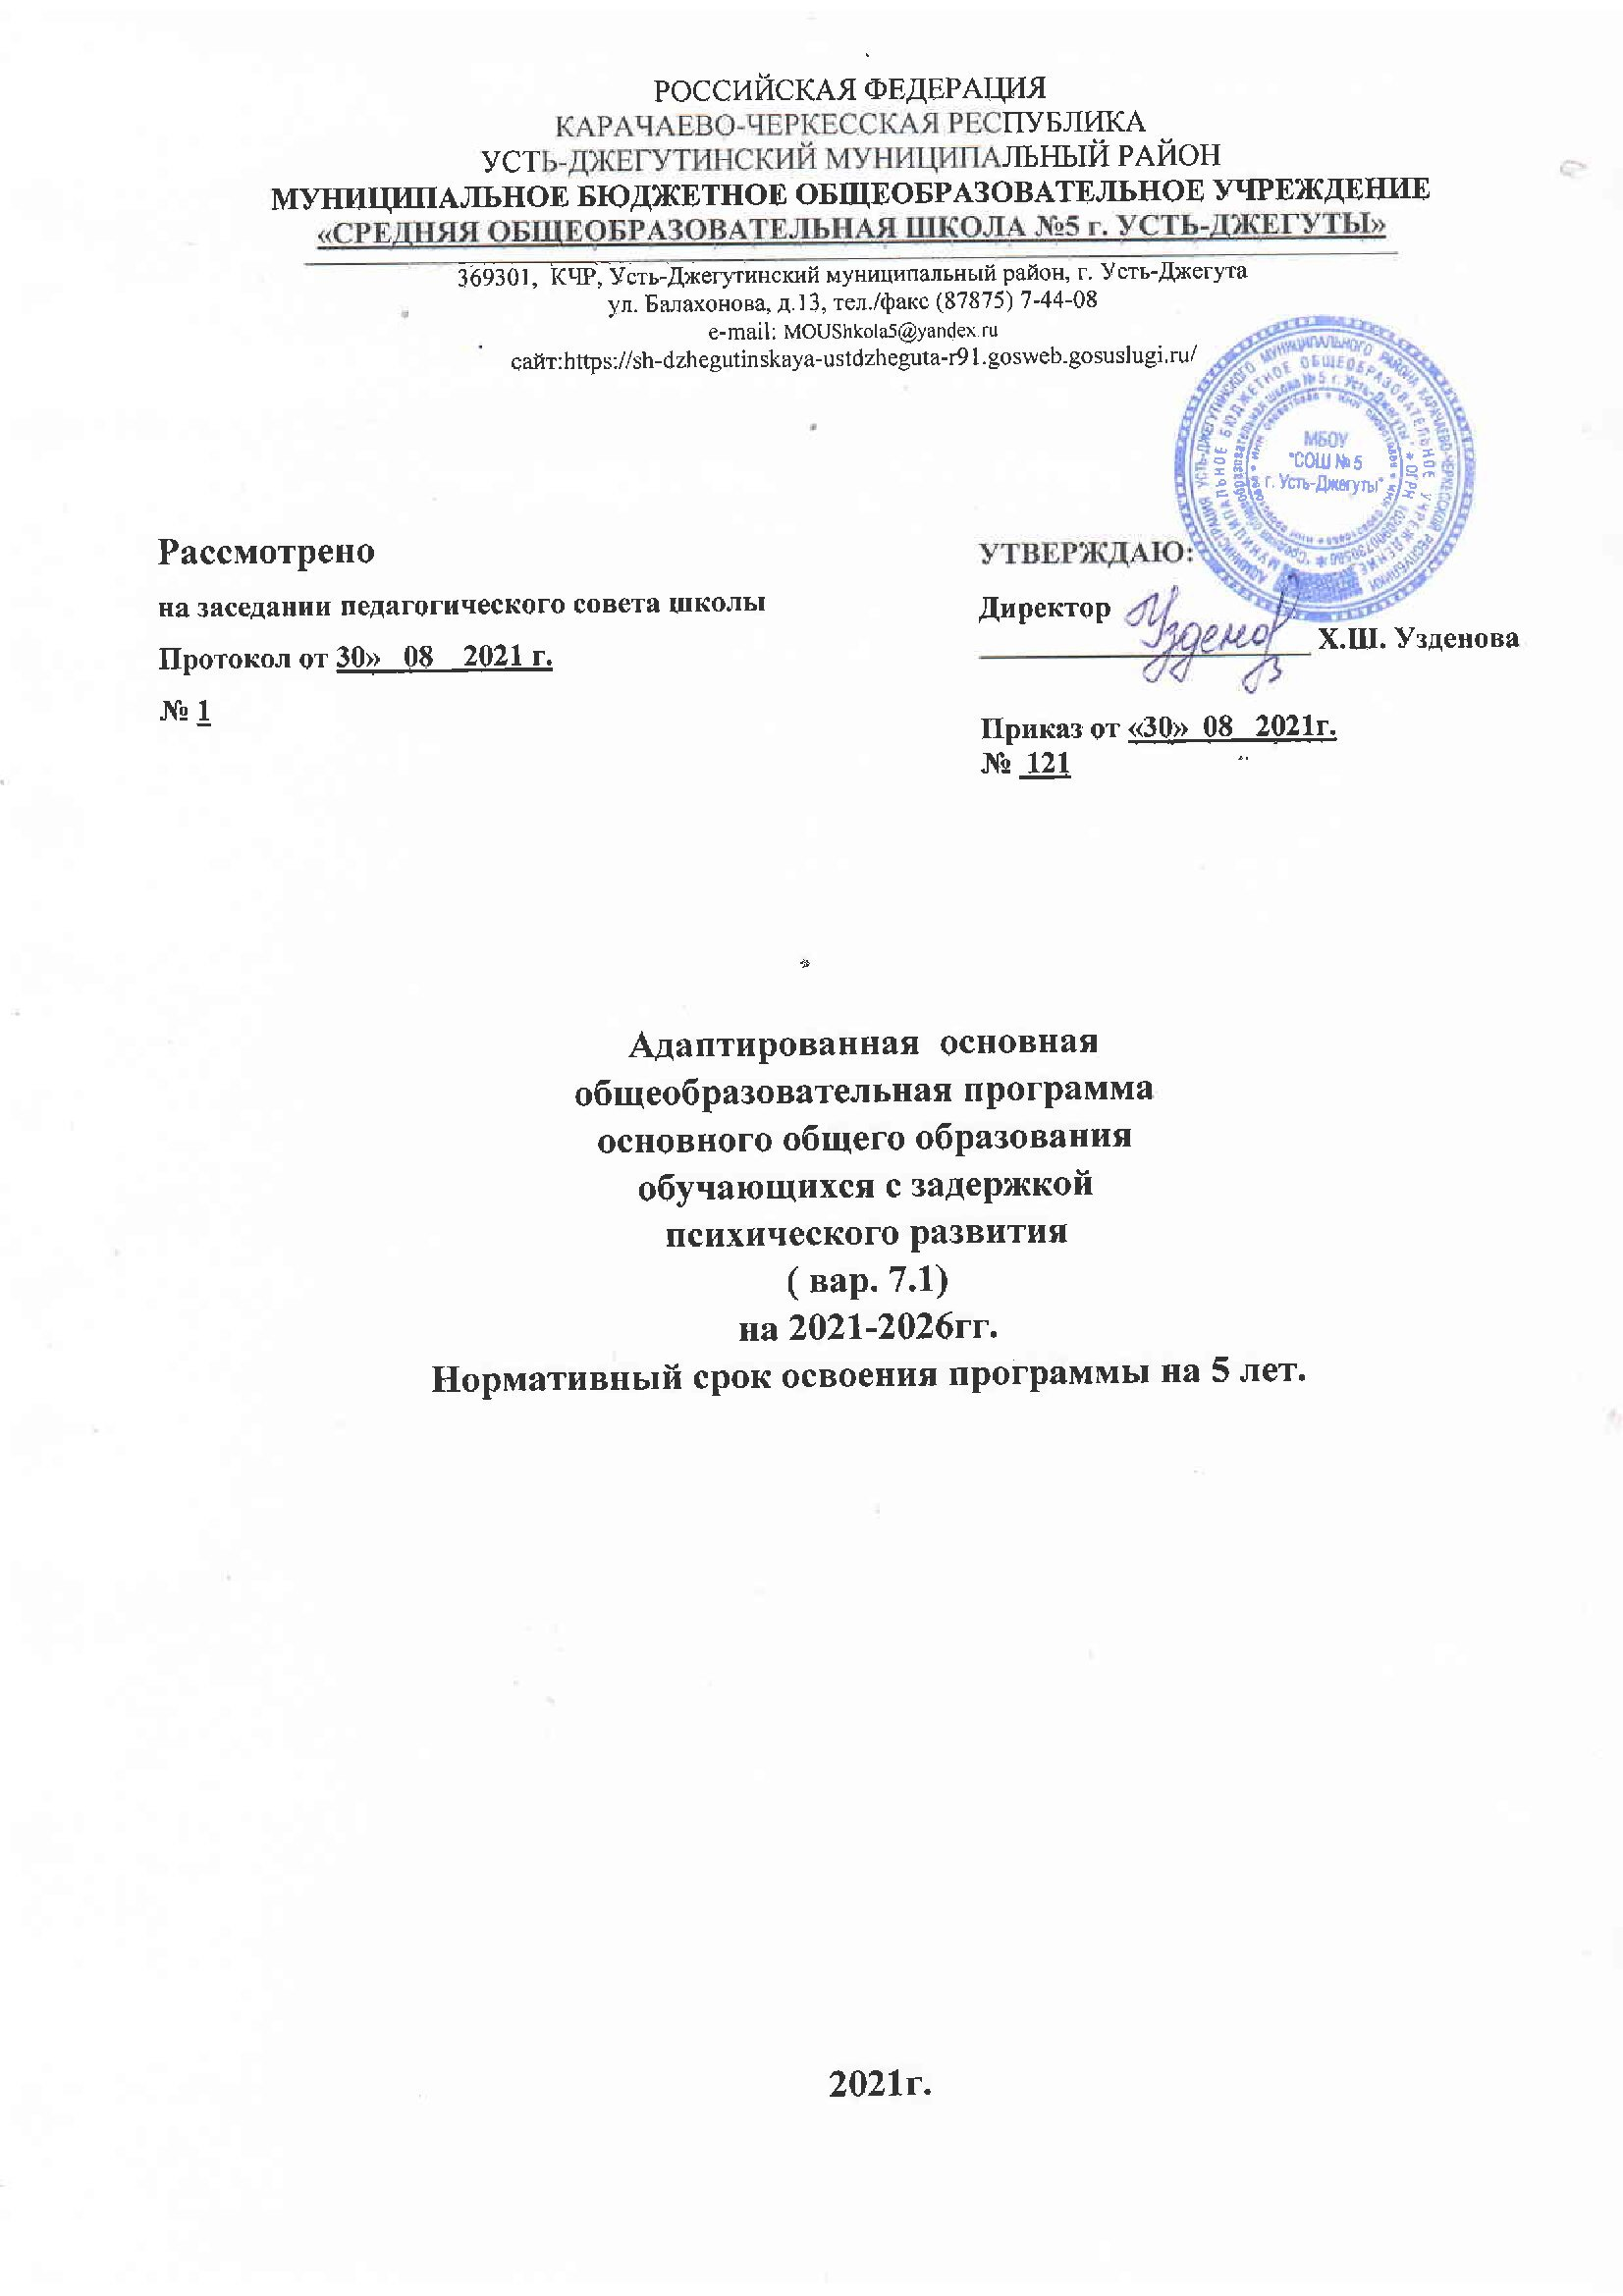 РОССИЙСКАЯ ФЕДЕРАЦИЯ
КАРАЧАЕВО-ЧЕРКЕССКАЯ РЕСПУБЛИКА
УСТЬ-ДЖЕГУТИНСКИЙ МУНИЦИПАЛЬНЫЙ РАЙОН
МУНИЦИПАЛЬНОЕ БЮДЖЕТНОЕ ОБЩЕОБРАЗОВАТЕЛЬНОЕ УЧРЕЖДЕНИЕ
«СРЕДНЯЯ ОБЩЕОБРАЗОВАТЕЛЬНАЯ ШКОЛА №5 г. УСТЬ-ДЖЕГУТЫ»
369301, КЧР, Усть-Джегутинский муниципальный район, г. Усть-Джегута
ул. Балахонова, д.13, тел./факс (87875) 7-44-08
e-mail: MOUShkola5@yandex.ru
сайт:https://sh-dzhegutinskaya-ustdzheguta-r91.gosweb.gosuslugi.ru/
МБОУ
"СОШ №5
г. Усть-Джегуты"
Рассмотрено
на заседании педагогического совета школы
Протокол от 30» 08 2021 г.
№ 1
УТВЕРЖДАЮ:
Директор
Узденов
Х.Ш. Узденова
Приказ от «30» 08 2021г.
№ 121
Адаптированная основная
общеобразовательная программа
основного общего образования
обучающихся с задержкой
психического развития
( вар. 7.1)
на 2021-2026гг.
Нормативный срок освоения программы на 5 лет.
2021г.